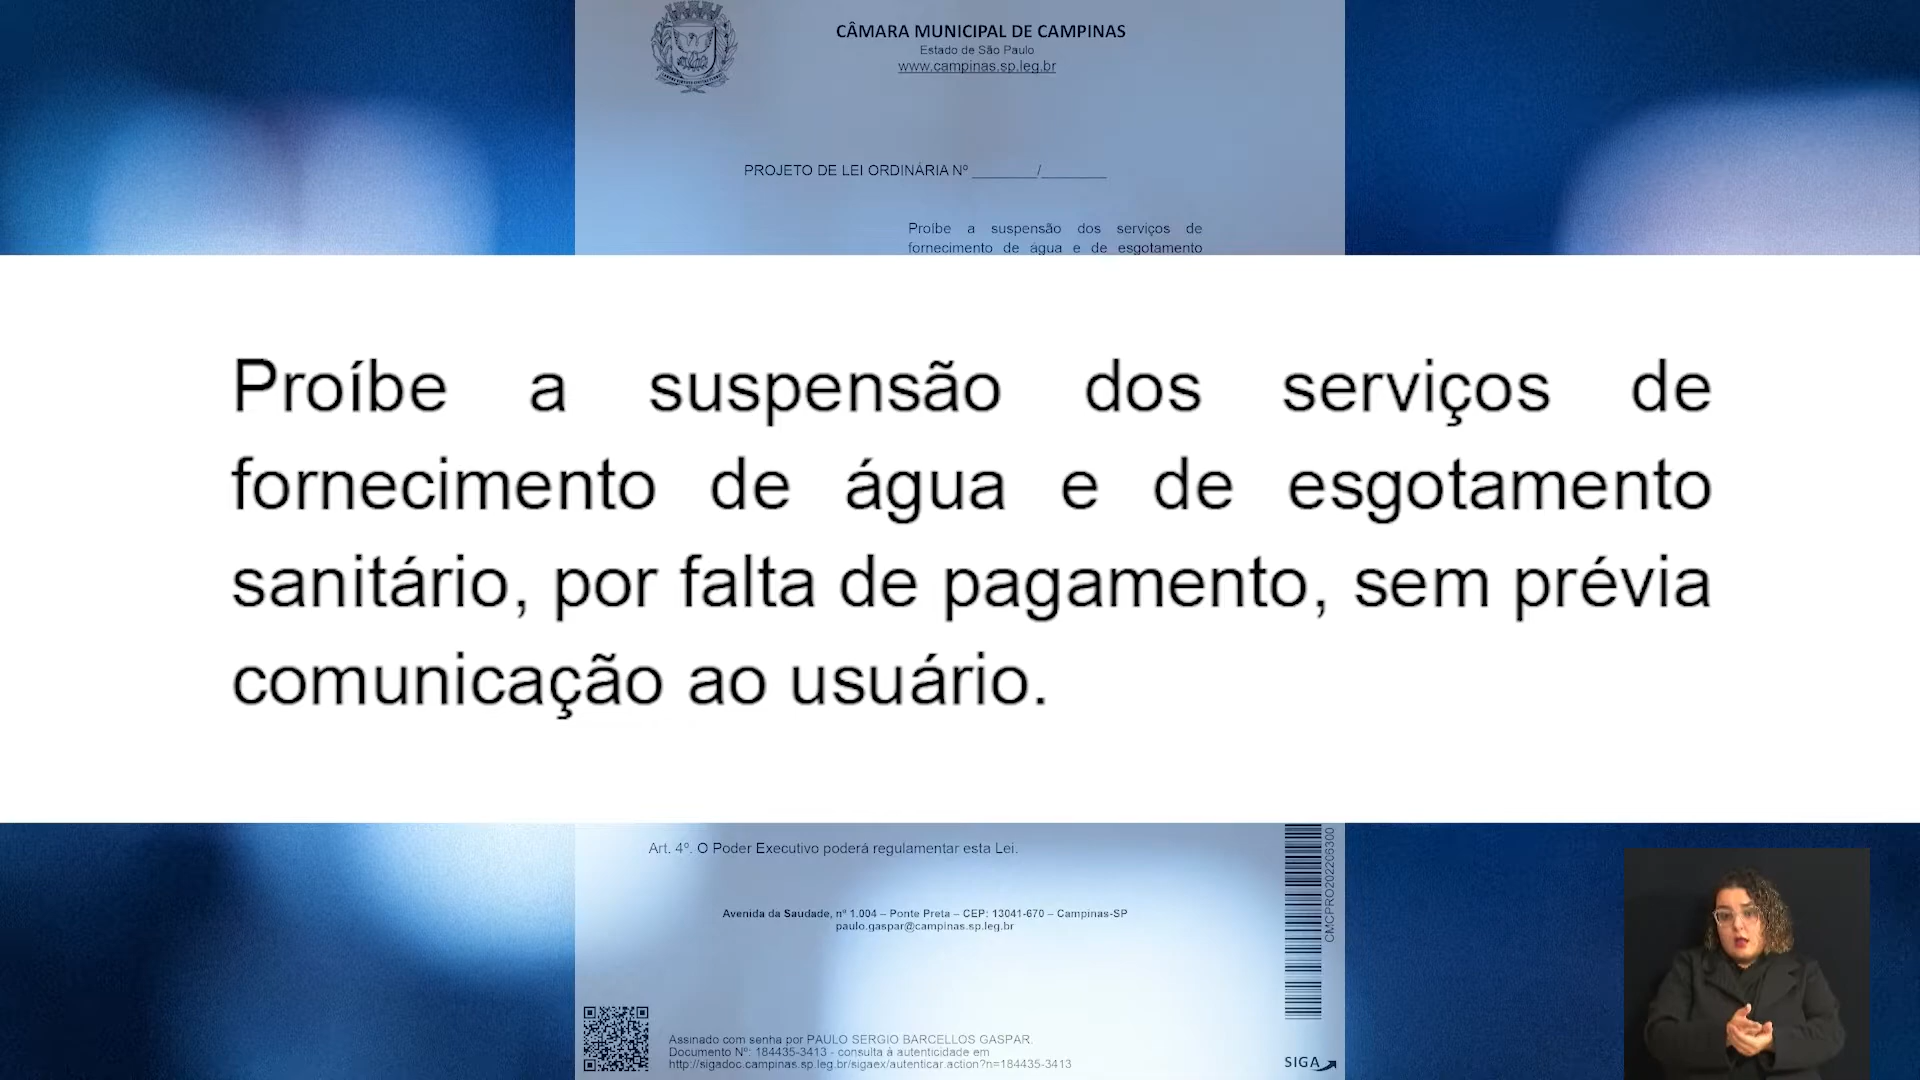 CÂMARA MUNICIPAL DE CAMPINAS
Estado de São Paulo
www.campinas.sp.leg.br
PROJETO DE LEI ORDINÁRIA Nº ________/________
Proíbe a suspensão dos serviços de
fornecimento de água e de esgotamento
Proíbe a suspensão dos serviços de
fornecimento de água e de esgotamento
sanitário, por falta de pagamento, sem prévia
comunicação ao usuário.
Art. 4º. O Poder Executivo poderá regulamentar esta Lei.
Avenida da Saudade, nº 1.004 – Ponte Preta – CEP: 13041-670 – Campinas-SP
paulo.gaspar@campinas.sp.leg.br
CMCPRO202206300
Assinado com senha por PAULO SERGIO BARCELLOS GASPAR.
Documento Nº: 184435-3413 - consulta à autenticidade em
http://sigadoc.campinas.sp.leg.br/sigaex/autenticar.action?n=184435-3413
SIGA